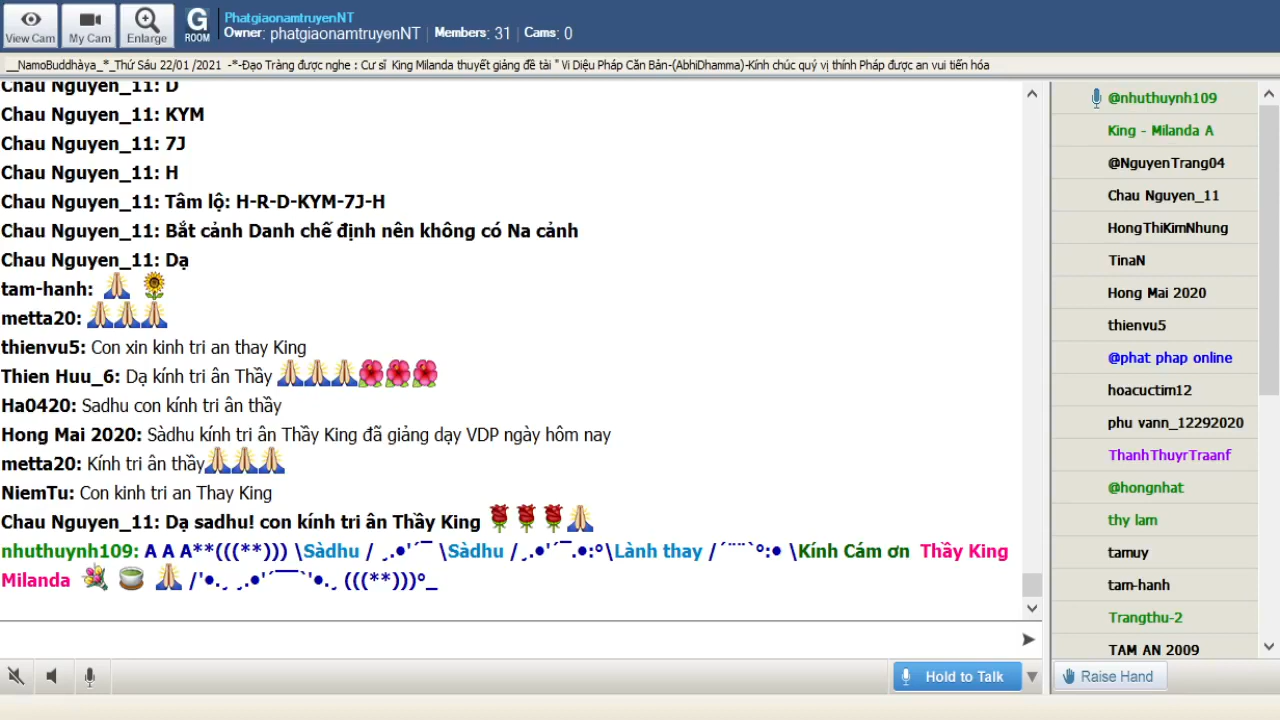 View Cam
My Cam
Enlarge
G ROOM
PhatgiaonamtruyenNT
Owner: phatgiaonamtruyenNT | Members: 31 | Cams: 0
__NamoBuddhàya_*_Thứ Sáu 22/01 /2021 -*-Đạo Tràng được nghe : Cư sĩ King Milanda thuyết giảng đề tài " Vi Diệu Pháp Căn Bản-(AbhiDhamma)-Kính chúc quý vị thính Pháp được an vui tiến hóa
Chau Nguyen_11: D
Chau Nguyen_11: KYM
Chau Nguyen_11: 7J
Chau Nguyen_11: H
Chau Nguyen_11: Tâm lộ: H-R-D-KYM-7J-H
Chau Nguyen_11: Bắt cảnh Danh chế định nên không có Na cảnh
Chau Nguyen_11: Dạ
tam-hanh: 🙏 🌻
metta20: 🙏🙏🙏
thienvu5: Con xin kinh tri an thay King
Thien Huu_6: Dạ kính tri ân Thầy 🙏🙏🙏🌺🌺🌺
Ha0420: Sadhu con kính tri ân thầy
Hong Mai 2020: Sàdhu kính tri ân Thầy King đã giảng dạy VDP ngày hôm nay
metta20: Kính tri ân thầy🙏🙏🙏
NiemTu: Con kinh tri an Thay King
Chau Nguyen_11: Dạ sadhu! con kính tri ân Thầy King 🌹🌹🌹🙏
nhuthuynh109: A A A**(((**))) \Sàdhu / ¸.•'´¯ \Sàdhu /¸.•'´¯.•:°\Lành thay /´¨¨`°:• \Kính Cám ơn Thầy King
Milanda 💐 🍵 🙏 /'•.¸ ¸.•'´¯¯`'•.¸ (((**)))°_
@nhuthuynh109
King - Milanda A
@NguyenTrang04
Chau Nguyen_11
HongThiKimNhung
TinaN
Hong Mai 2020
thienvu5
@phat phap online
hoacuctim12
phu vann_12292020
ThanhThuyrTraanf
@hongnhat
thy lam
tamuy
tam-hanh
Trangthu-2
TAM AN 2009
Hold to Talk
Raise Hand